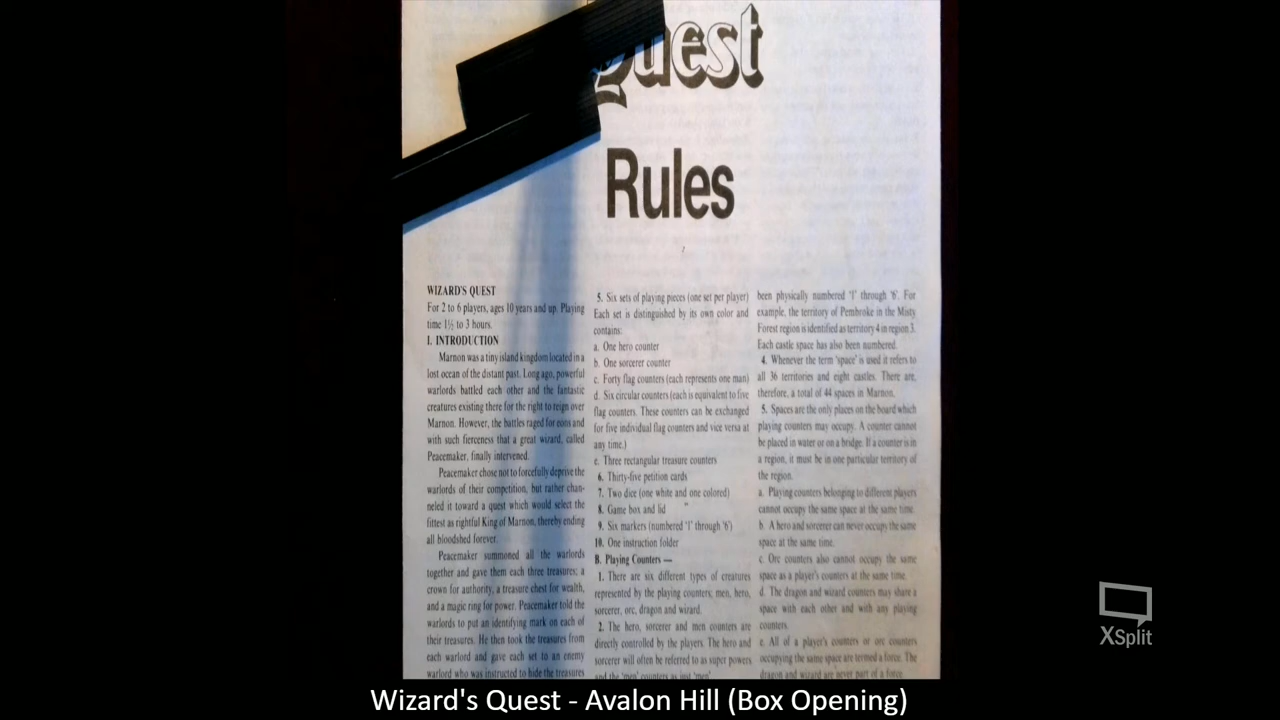 Quest
Rules
WIZARD'S QUEST
For 2 to 6 players, ages 10 years and up. Playing
time 1½ to 3 hours.
I. INTRODUCTION
Marnon was a tiny island kingdom located in a
lost ocean of the distant past. Long ago, powerful
warlords battled each other and the fantastic
creatures existing there for the right to reign over
Marnon. However, the battles raged for eons and
with such fierceness that a great wizard, called
Peacemaker, finally intervened.
Peacemaker chose not to forcefully deprive the
warlords of their competition, but rather chan-
neled it toward a quest which would select the
fittest as rightful King of Marnon, thereby ending
all bloodshed forever.
Peacemaker summoned all the warlords
together and gave them each three treasures; a
crown for authority, a treasure chest for wealth,
and a magic ring for power. Peacemaker told the
warlords to put an identifying mark on each of
their treasures. He then took the treasures from
each warlord and gave each set to an enemy
warlord who was instructed to hide the treasures
5. Six sets of playing pieces (one set per player)
Each set is distinguished by its own color and
contains:
a. One hero counter
b. One sorcerer counter
c. Forty flag counters (each represents one man)
d. Six circular counters (each is equivalent to five
flag counters. These counters can be exchanged
for five individual flag counters and vice versa at
any time.)
e. Three rectangular treasure counters
6. Thirty-five petition cards
7. Two dice (one white and one colored)
8. Game box and lid
9. Six markers (numbered '1' through '6')
10. One instruction folder
B. Playing Counters —
1. There are six different types of creatures
represented by the playing counters; men, hero,
sorcerer, orc, dragon and wizard.
2. The hero, sorcerer and men counters are
directly controlled by the players. The hero and
sorcerer will often be referred to as super powers
and the 'men' counters as just 'men'.
been physically numbered '1' through '6'. For
example, the territory of Pembroke in the Misty
Forest region is identified as territory 4 in region 3.
Each castle space has also been numbered.
4. Whenever the term 'space' is used it refers to
all 36 territories and eight castles. There are,
therefore, a total of 44 spaces in Marnon.
5. Spaces are the only places on the board which
playing counters may occupy. A counter cannot
be placed in water or on a bridge. If a counter is in
a region, it must be in one particular territory of
the region.
a. Playing counters belonging to different players
cannot occupy the same space at the same time.
b. A hero and sorcerer can never occupy the same
space at the same time.
c. Orc counters also cannot occupy the same
space as a player's counters at the same time.
d. The dragon and wizard counters may share a
space with each other and with any playing
counters.
e. All of a player's counters or orc counters
occupying the same space are termed a force. The
dragon and wizard are never part of a force.
XSplit
Wizard's Quest - Avalon Hill (Box Opening)